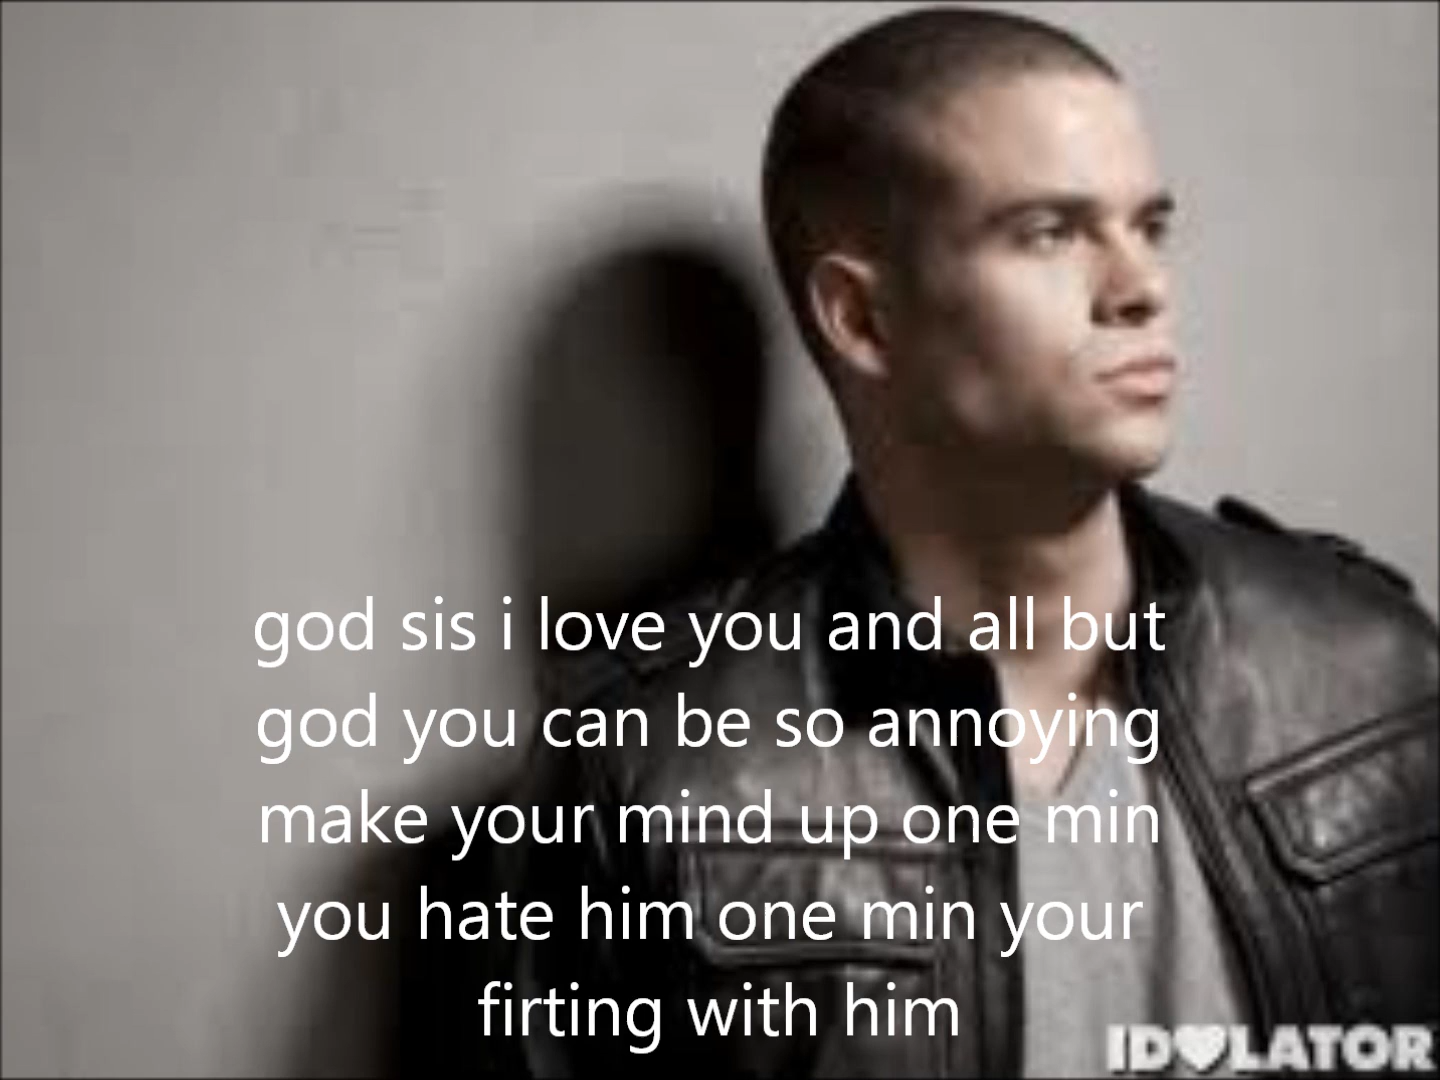 god sis i love you and all but
god you can be so annoying
make your mind up one min
you hate him one min your
firting with him
IDOLATOR